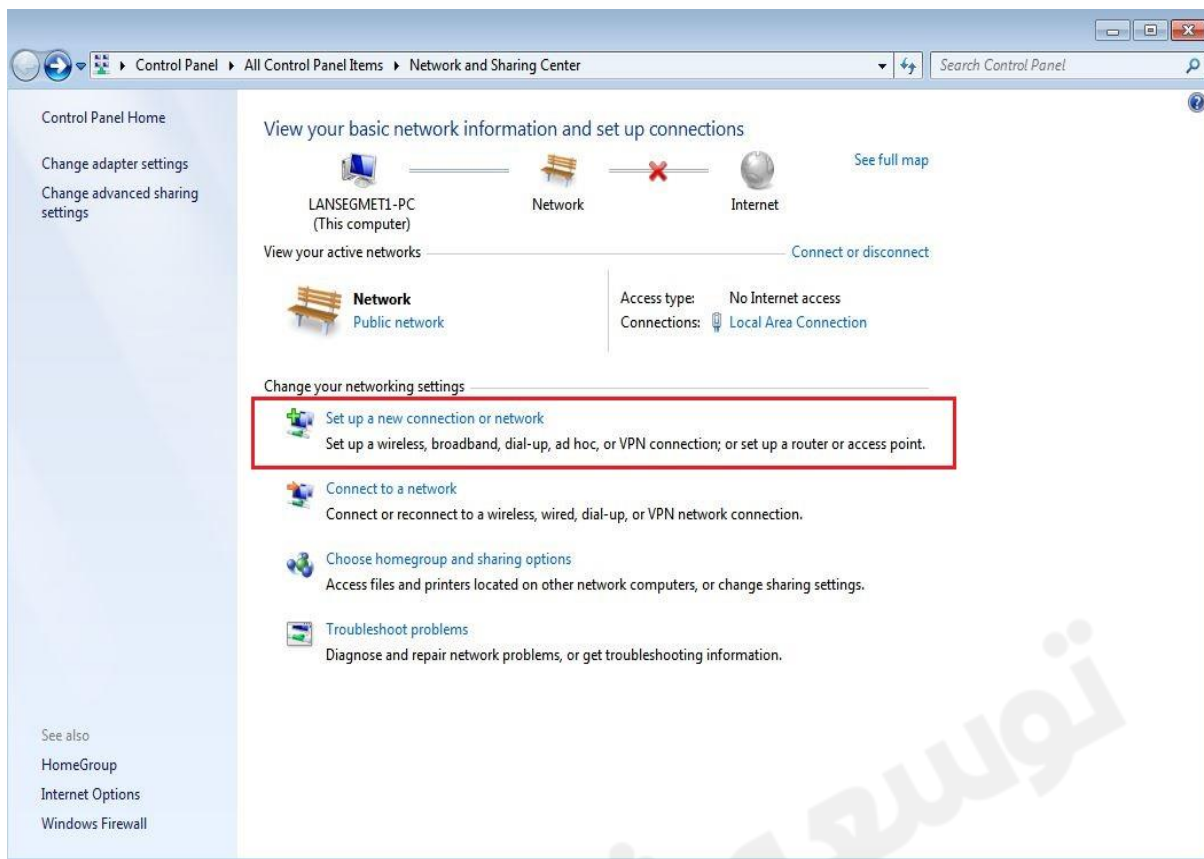 Control Panel ▸ All Control Panel Items ▸ Network and Sharing Center
Search Control Panel
Control Panel Home
Change adapter settings
Change advanced sharing
settings
See also
HomeGroup
Internet Options
Windows Firewall
View your basic network information and set up connections
See full map
LANSEGMET1-PC
(This computer)
Network
Internet
View your active networks
Connect or disconnect
Network
Public network
Access type: No Internet access
Connections: Local Area Connection
Change your networking settings
Set up a new connection or network
Set up a wireless, broadband, dial-up, ad hoc, or VPN connection; or set up a router or access point.
Connect to a network
Connect or reconnect to a wireless, wired, dial-up, or VPN network connection.
Choose homegroup and sharing options
Access files and printers located on other network computers, or change sharing settings.
Troubleshoot problems
Diagnose and repair network problems, or get troubleshooting information.